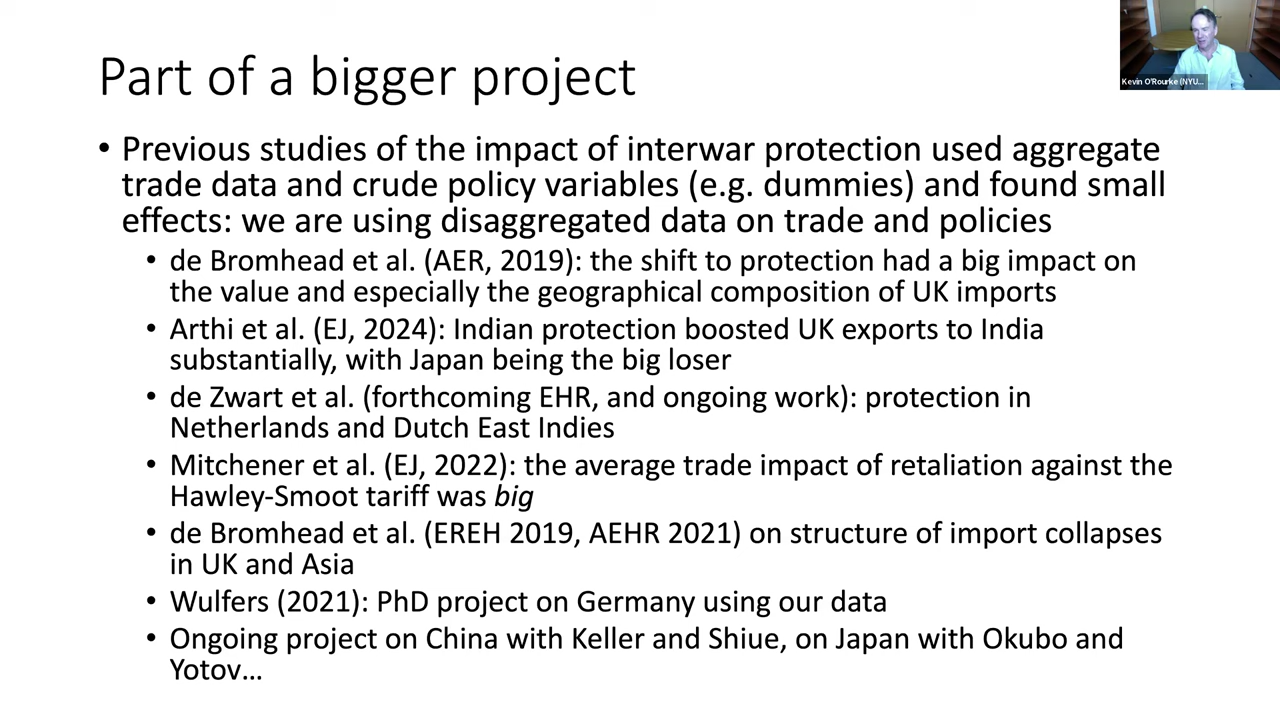 Part of a bigger project
Kevin O'Rourke (NYU...
• Previous studies of the impact of interwar protection used aggregate
trade data and crude policy variables (e.g. dummies) and found small
effects: we are using disaggregated data on trade and policies
• de Bromhead et al. (AER, 2019): the shift to protection had a big impact on
the value and especially the geographical composition of UK imports
• Arthi et al. (EJ, 2024): Indian protection boosted UK exports to India
substantially, with Japan being the big loser
• de Zwart et al. (forthcoming EHR, and ongoing work): protection in
Netherlands and Dutch East Indies
• Mitchener et al. (EJ, 2022): the average trade impact of retaliation against the
Hawley-Smoot tariff was big
• de Bromhead et al. (EREH 2019, AEHR 2021) on structure of import collapses
in UK and Asia
• Wulfers (2021): PhD project on Germany using our data
• Ongoing project on China with Keller and Shiue, on Japan with Okubo and
Yotov...